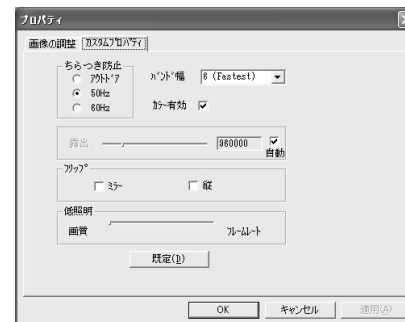 プロパティ
画像の調整 カスタムプロパティ
ちらつき防止
アウトドア
50Hz
60Hz
バンド幅 6 (Fastest)
カラー有効
露出 960000 自動
フリップ
ミラー 縦
低照明
画質 フレームレート
既定(D)
OK キャンセル 適用(A)